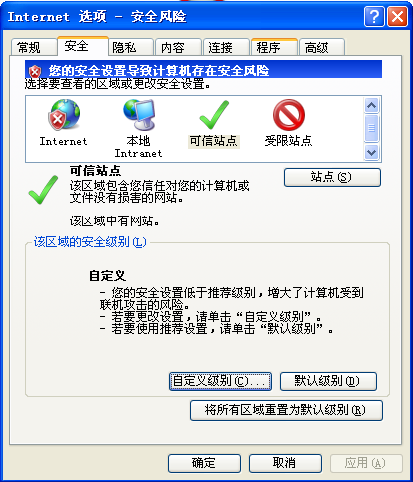 Internet 选项 - 安全风险
常规 安全 隐私 内容 连接 程序 高级
您的安全设置导致计算机存在安全风险
选择要查看的区域或更改安全设置。
Internet 本地 Intranet 可信站点 受限站点
可信站点
站点(S)
该区域包含您信任对您的计算机或
文件没有损害的网站。
该区域中有网站。
该区域的安全级别(L)
自定义
- 您的安全设置低于推荐级别，增大了计算机受到
联机攻击的风险。
- 若要更改设置，请单击“自定义级别”。
- 若要使用推荐设置，请单击“默认级别”。
自定义级别(C)... 默认级别(D)
将所有区域重置为默认级别(R)
确定 取消 应用(A)